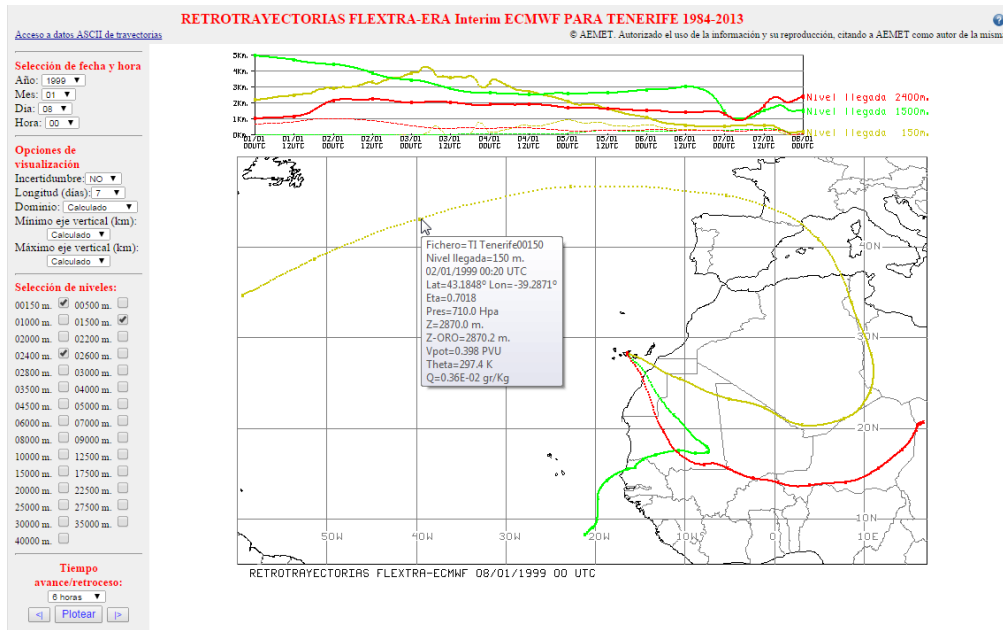 RETROTRAYECTORIAS FLEXTRA-ERA Interim ECMWF PARA TENERIFE 1984-2013
Acceso a datos ASCII de trayectorias
© AEMET. Autorizado el uso de la información y su reproducción, citando a AEMET como autor de la misma
Selección de fecha y hora
Año: 1999
Mes: 01
Dia: 08
Hora: 00
Opciones de
visualización
Incertidumbre: NO
Longitud (dias): 7
Dominio: Calculado
Mínimo eje vertical (km):
Calculado
Máximo eje vertical (km):
Calculado
Selección de niveles:
00150 m. 00500 m.
01000 m. 01500 m.
02000 m. 02200 m.
02400 m. 02600 m.
02800 m. 03000 m.
03500 m. 04000 m.
04500 m. 05000 m.
06000 m. 07000 m.
08000 m. 09000 m.
10000 m. 12500 m.
15000 m. 17500 m.
20000 m. 22500 m.
25000 m. 27500 m.
30000 m. 35000 m.
40000 m.
Tiempo
avance/retroceso:
6 horas
<| Plotear |>
5Km.
4Km.
3Km.
2Km.
1Km.
0Km.
Nivel llegada 2400m.
Nivel llegada 1500m.
Nivel llegada 150m.
01/01 01/01 02/01 02/01 03/01 03/01 04/01 04/01 05/01 05/01 06/01 06/01 07/01 07/01 08/01
00UTC 12UTC 00UTC 12UTC 00UTC 12UTC 00UTC 12UTC 00UTC 12UTC 00UTC 12UTC 00UTC 12UTC 00UTC
Fichero=TI Tenerife00150
Nivel llegada=150 m.
02/01/1999 00:20 UTC
Lat=43.1848º Lon=-39.2871º
Eta=0.7018
Pres=710.0 Hpa
Z=2870.0 m.
Z-ORO=2870.2 m.
Vpot=0.398 PVU
Theta=297.4 K
Q=0.36E-02 gr/Kg
40N
30N
20N
10N
50W 40W 30W 20W 10W 0 10E
RETROTRAYECTORIAS FLEXTRA-ECMWF 08/01/1999 00 UTC